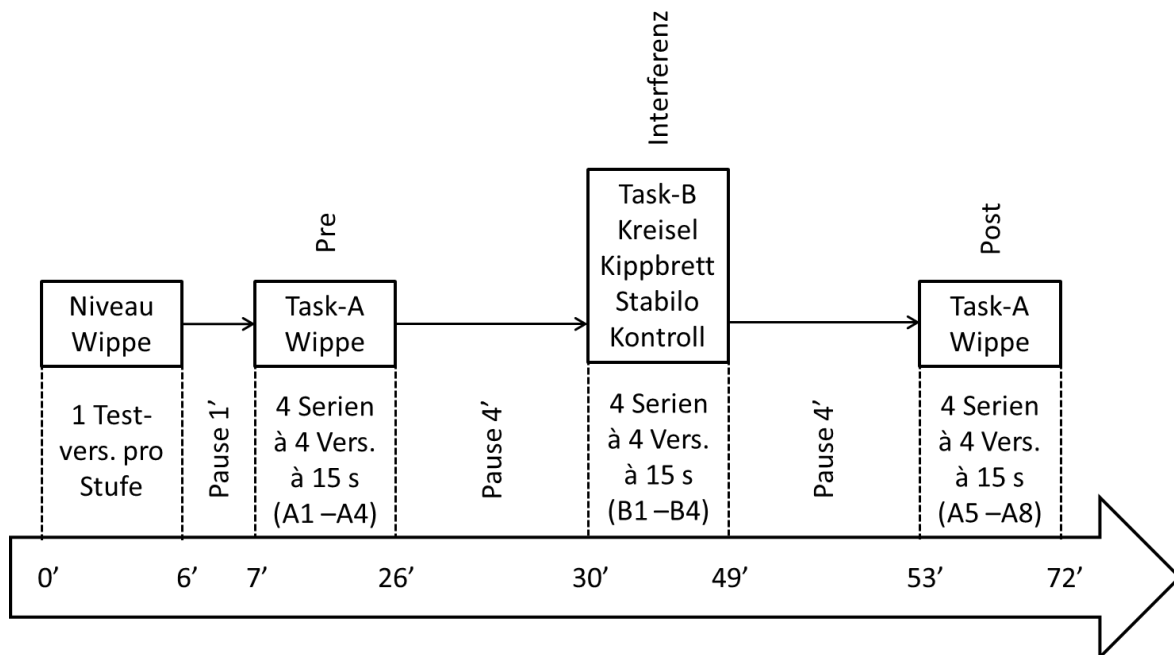 Interferenz
Pre
Post
Niveau
Wippe
Task-A
Wippe
Task-B
Kreisel
Kippbrett
Stabilo
Kontroll
Task-A
Wippe
1 Test-
vers. pro
Stufe
Pause 1’
4 Serien
à 4 Vers.
à 15 s
(A1 –A4)
Pause 4’
4 Serien
à 4 Vers.
à 15 s
(B1 –B4)
Pause 4’
4 Serien
à 4 Vers.
à 15 s
(A5 –A8)
0’ 6’ 7’ 26’ 30’ 49’ 53’ 72’